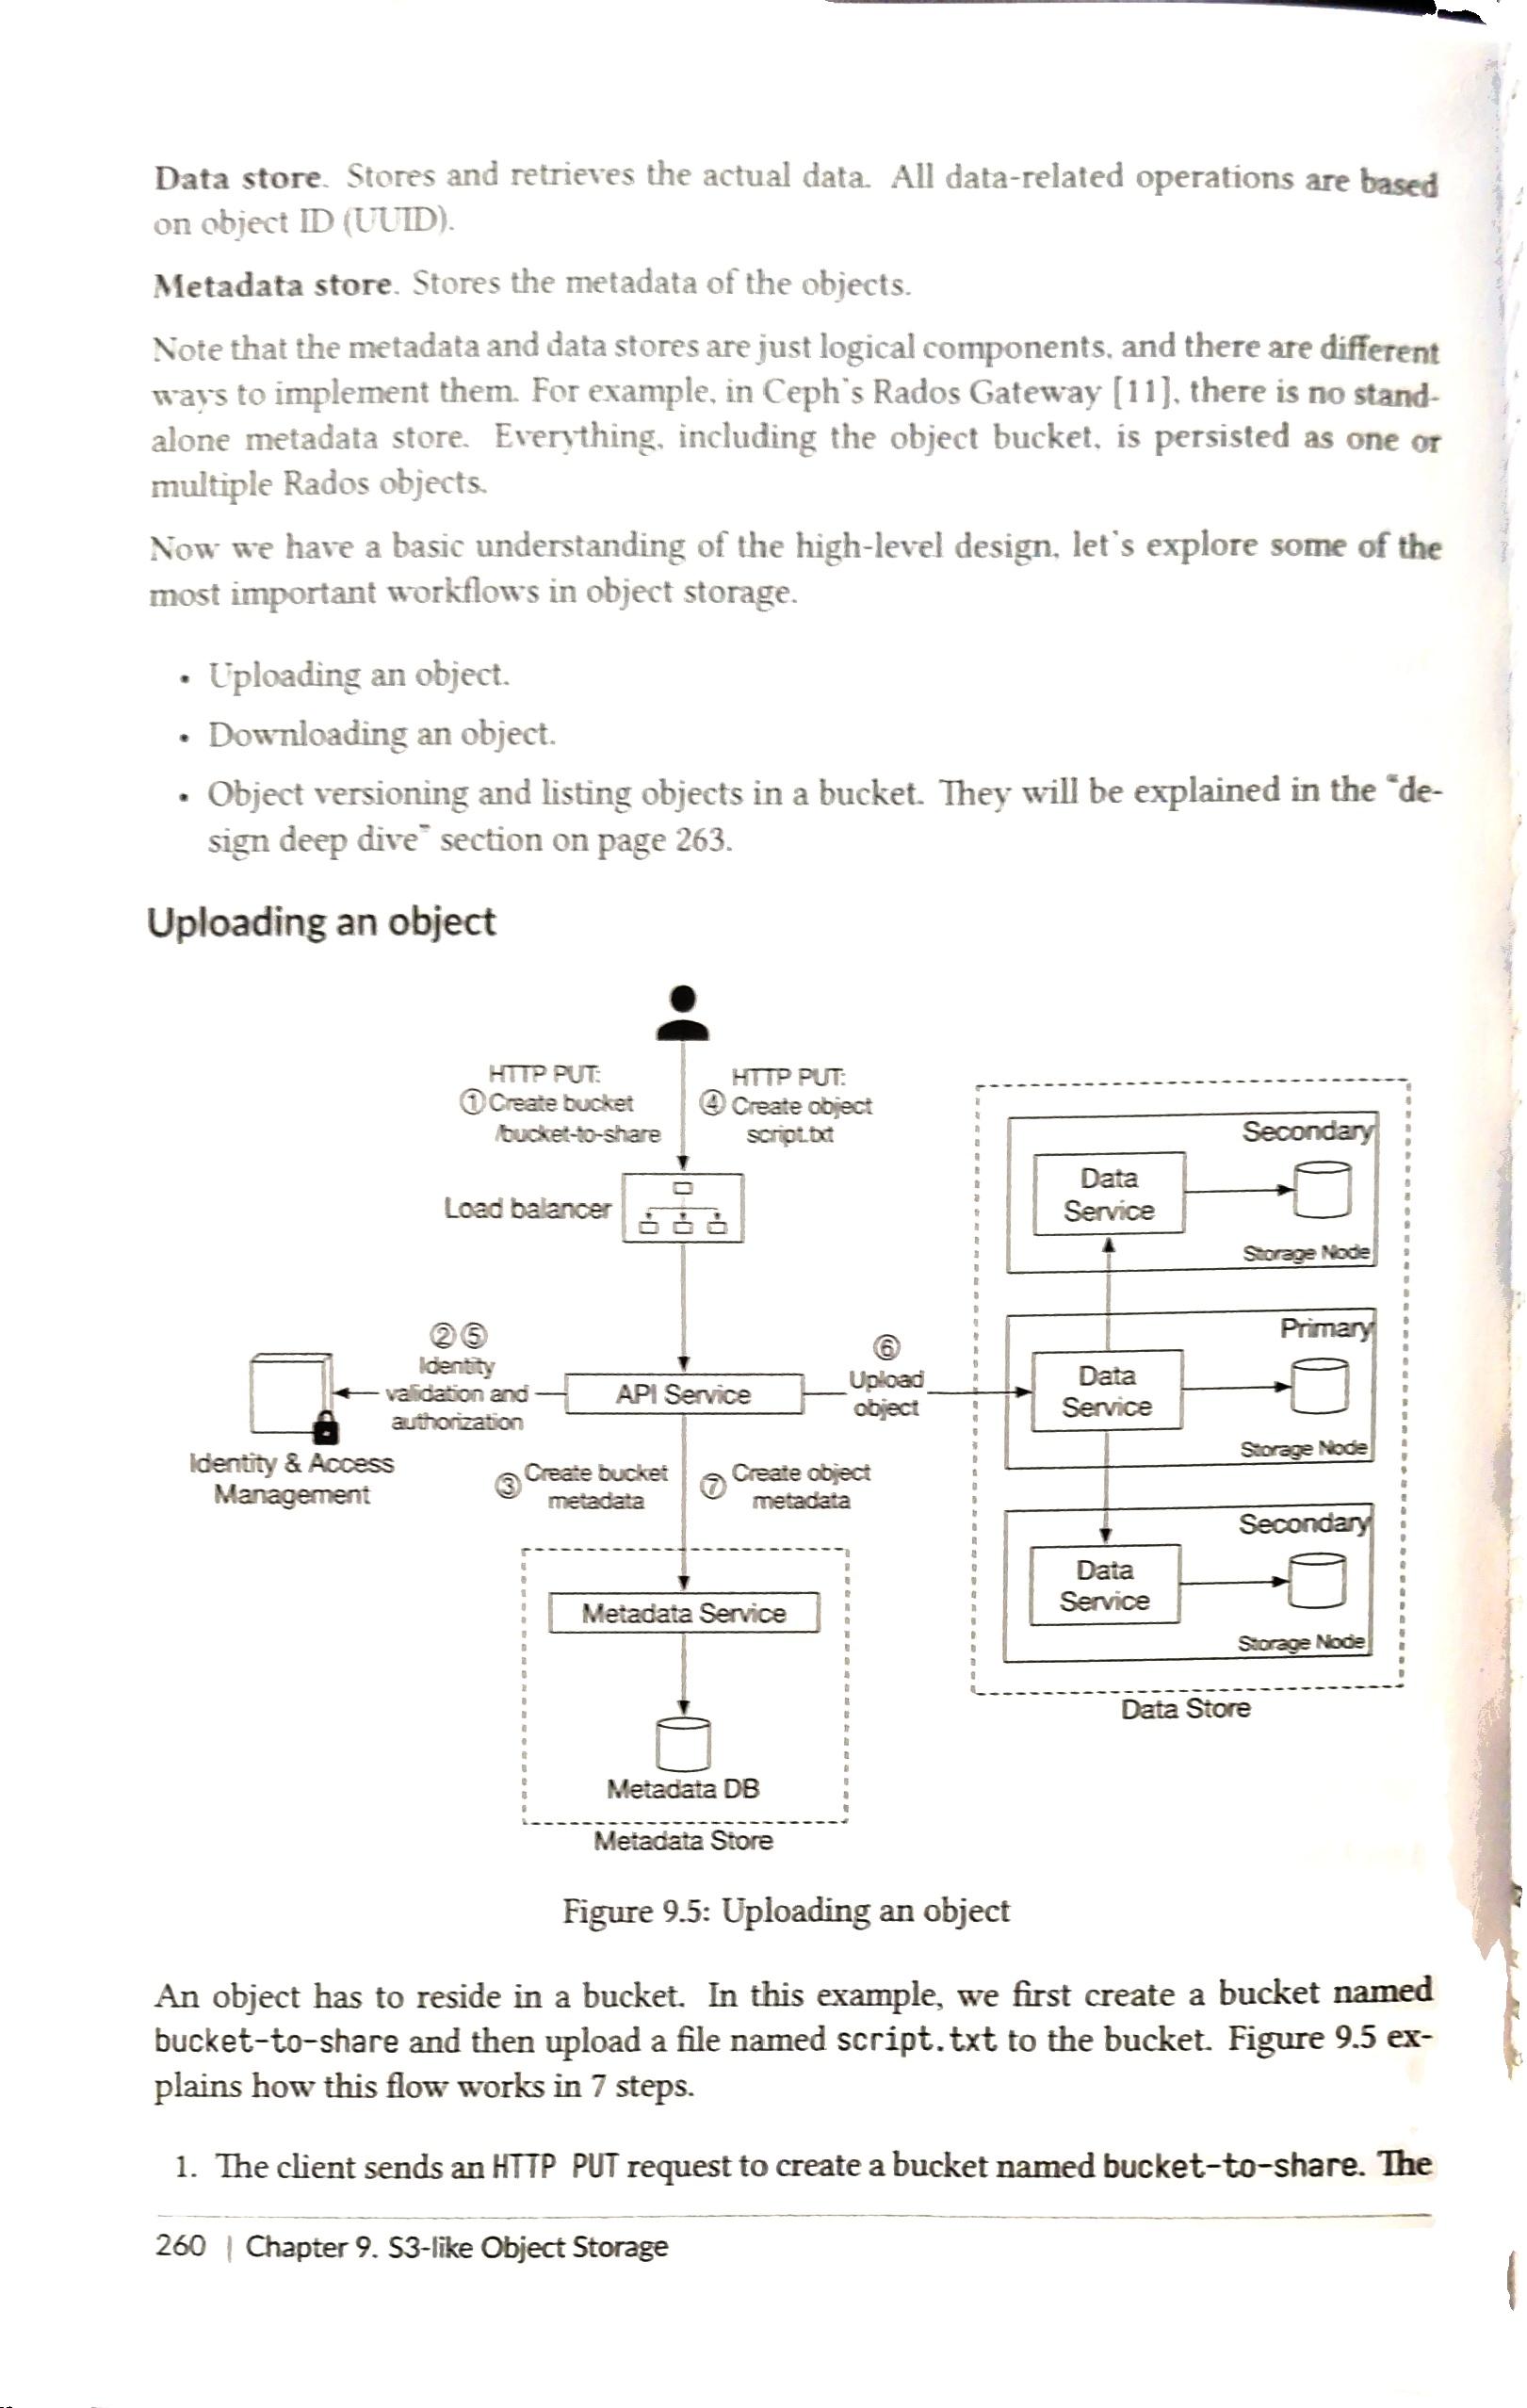 Data store. Stores and retrieves the actual data. All data-related operations are based
on object ID (UUID).
Metadata store. Stores the metadata of the objects.
Note that the metadata and data stores are just logical components, and there are different
ways to implement them. For example, in Ceph's Rados Gateway [11], there is no stand-
alone metadata store. Everything, including the object bucket, is persisted as one or
multiple Rados objects.
Now we have a basic understanding of the high-level design, let's explore some of the
most important workflows in object storage.
• Uploading an object.
• Downloading an object.
• Object versioning and listing objects in a bucket. They will be explained in the "de-
sign deep dive" section on page 263.
Uploading an object
HTTP PUT:
① Create bucket
/bucket-to-share
HTTP PUT:
④ Create object
script.txt
Load balancer
②⑤
Identity
validation and
authorization
Identity & Access
Management
API Service
⑥
Upload
object
③ Create bucket
metadata
⑦ Create object
metadata
Metadata Service
Metadata DB
Metadata Store
Secondary
Data
Service
Storage Node
Primary
Data
Service
Storage Node
Secondary
Data
Service
Storage Node
Data Store
Figure 9.5: Uploading an object
An object has to reside in a bucket. In this example, we first create a bucket named
bucket-to-share and then upload a file named script.txt to the bucket. Figure 9.5 ex-
plains how this flow works in 7 steps.
1. The client sends an HTTP PUT request to create a bucket named bucket-to-share. The
260 | Chapter 9. S3-like Object Storage